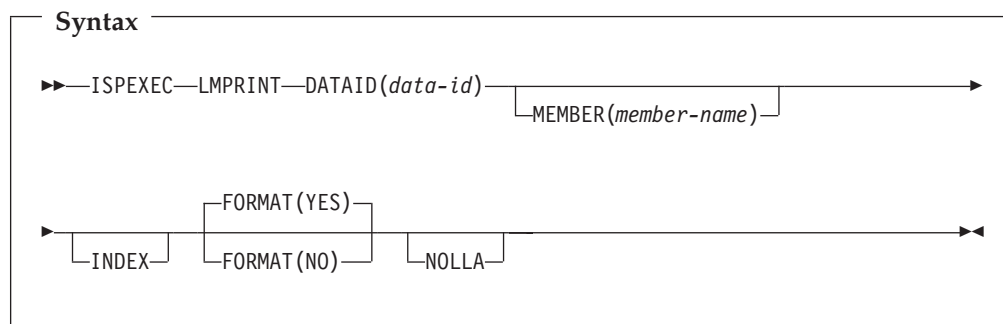 Syntax
ISPEXEC LMPRINT DATAID(data-id)
MEMBER(member-name)
FORMAT(YES)
INDEX FORMAT(NO) NOLLA